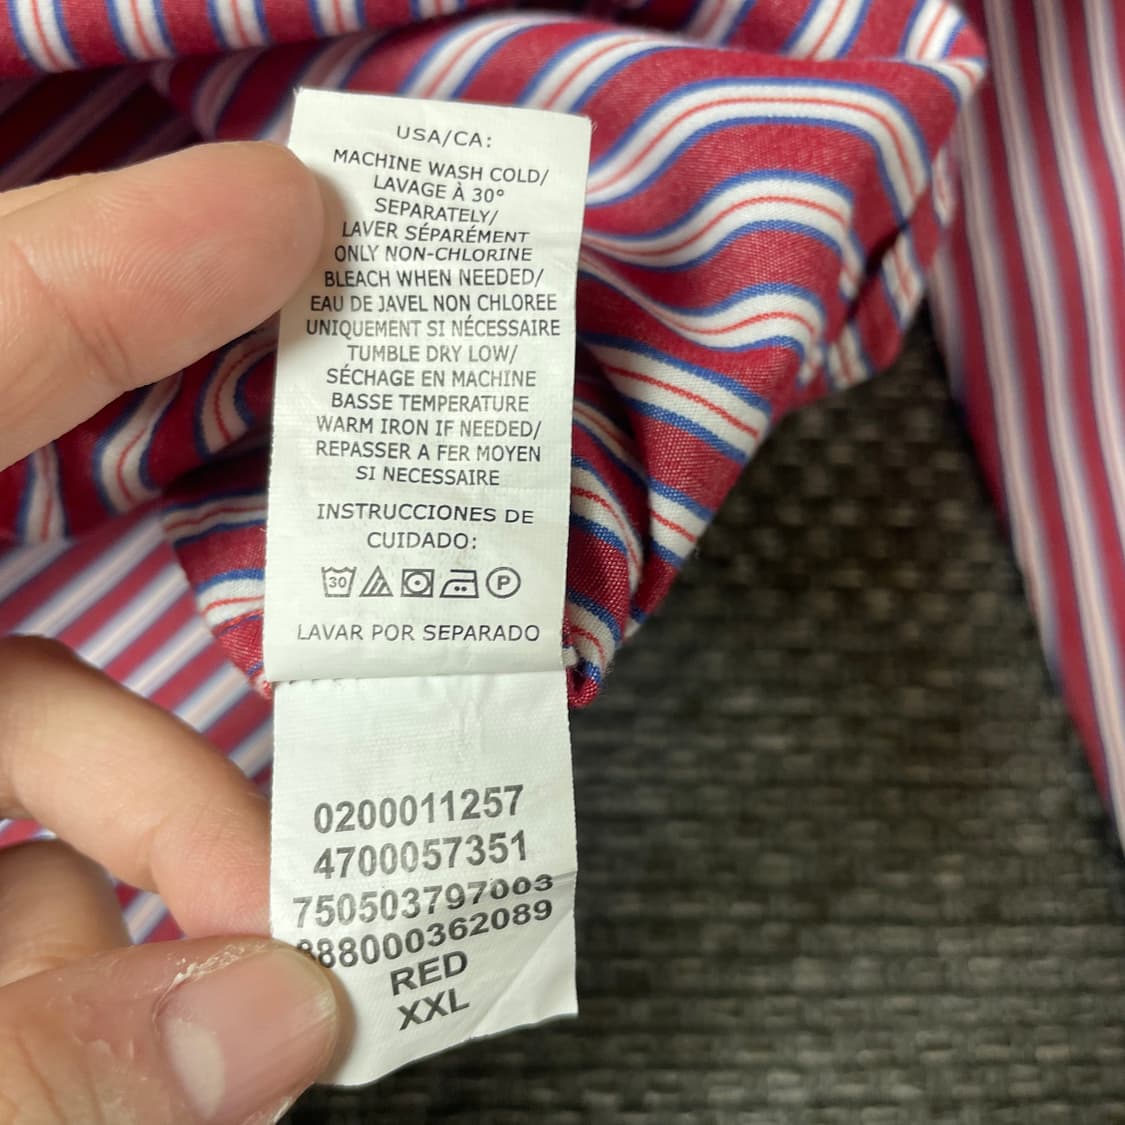 USA/CA:
MACHINE WASH COLD/
LAVAGE À 30°
SEPARATELY/
LAVER SÉPARÉMENT
ONLY NON-CHLORINE
BLEACH WHEN NEEDED/
EAU DE JAVEL NON CHLOREE
UNIQUEMENT SI NÉCESSAIRE
TUMBLE DRY LOW/
SÉCHAGE EN MACHINE
BASSE TEMPERATURE
WARM IRON IF NEEDED/
REPASSER A FER MOYEN
SI NECESSAIRE
INSTRUCCIONES DE
CUIDADO:
30 P
LAVAR POR SEPARADO
0200011257
4700057351
750503797003
888000362089
RED
XXL